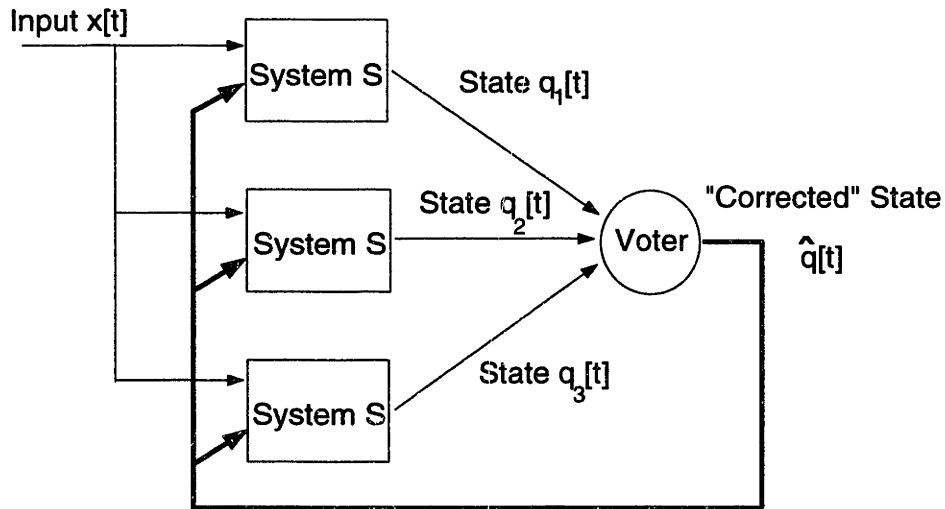 Input x[t]
System S
State q₁[t]
System S
State q₂[t]
Voter
"Corrected" State
q̂[t]
System S
State q₃[t]